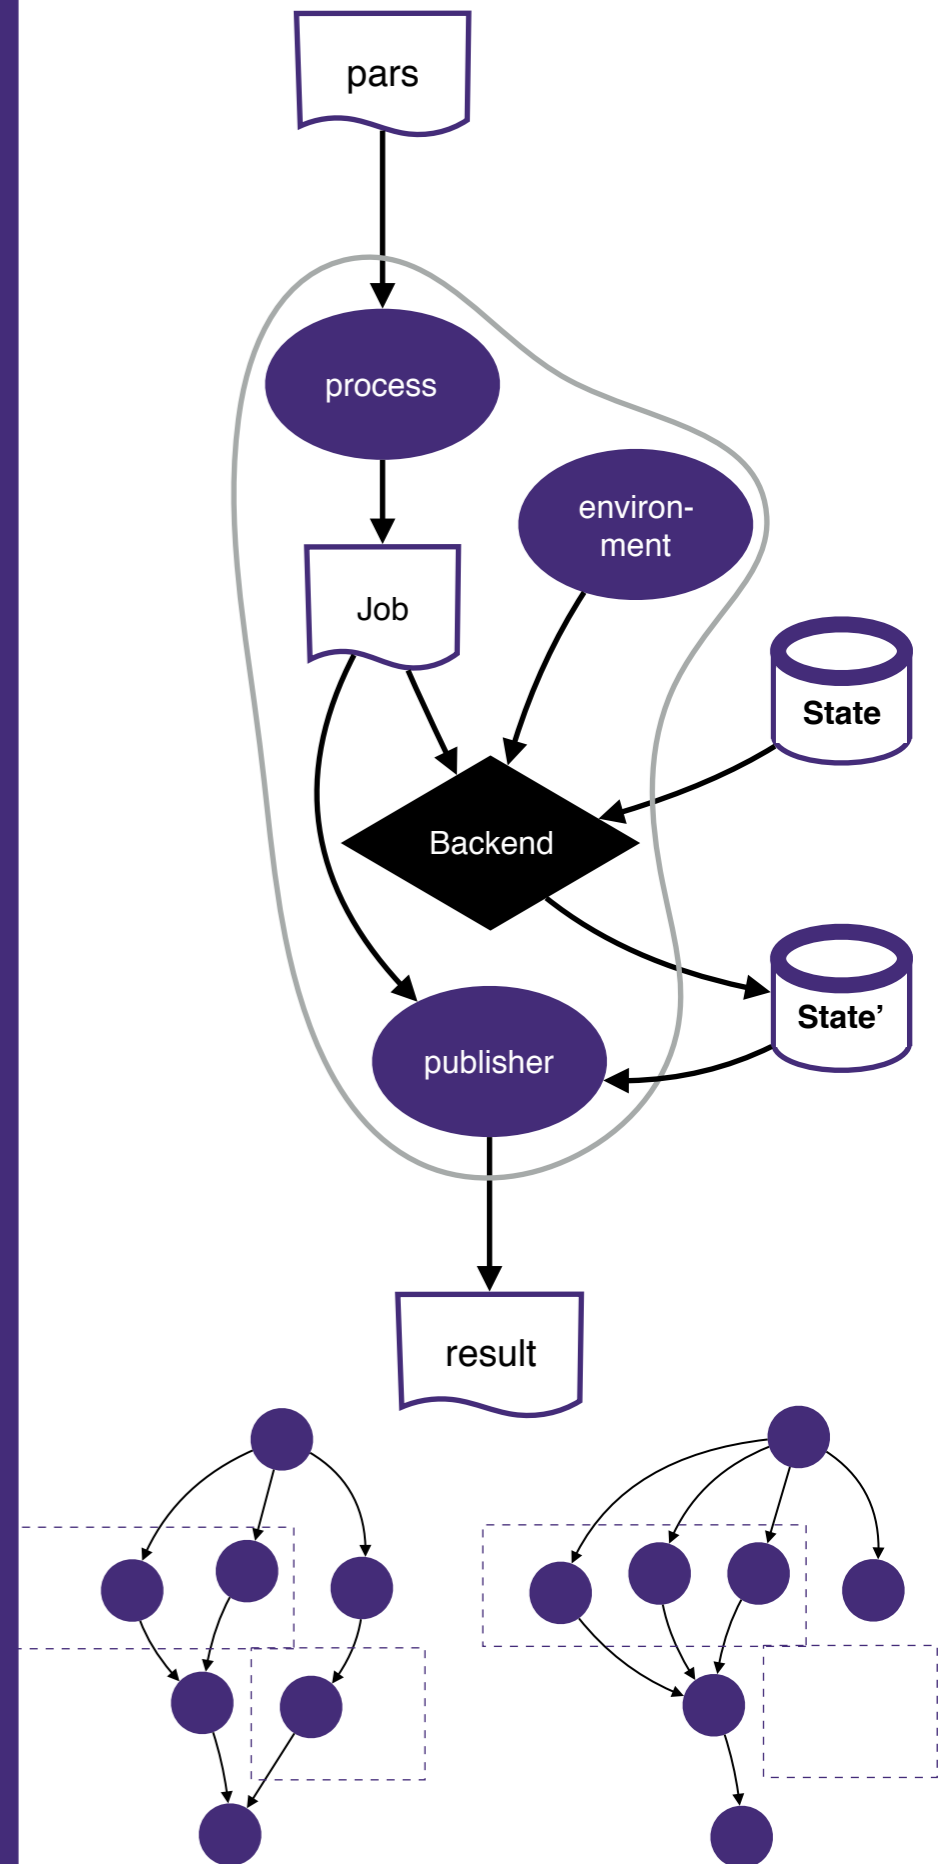 pars
process
environ-
ment
Job
State
Backend
State’
publisher
result